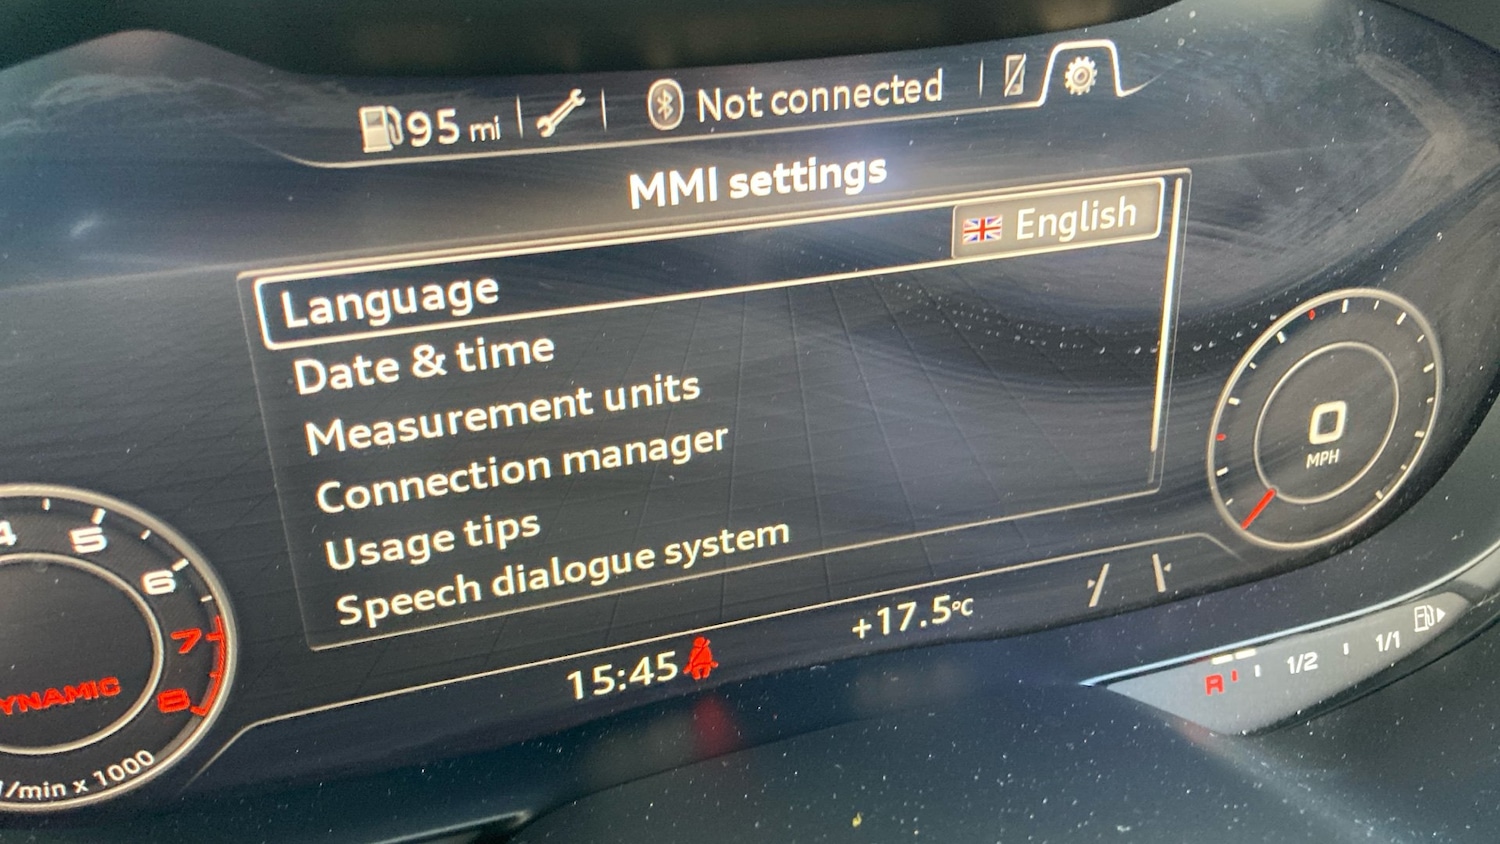 95 mi
Not connected
MMI settings
English
Language
Date & time
Measurement units
Connection manager
Usage tips
Speech dialogue system
4 5 6 7 8
YNAMIC
/min x 1000
0
MPH
+17.5°C
15:45
R 1/2 1/1